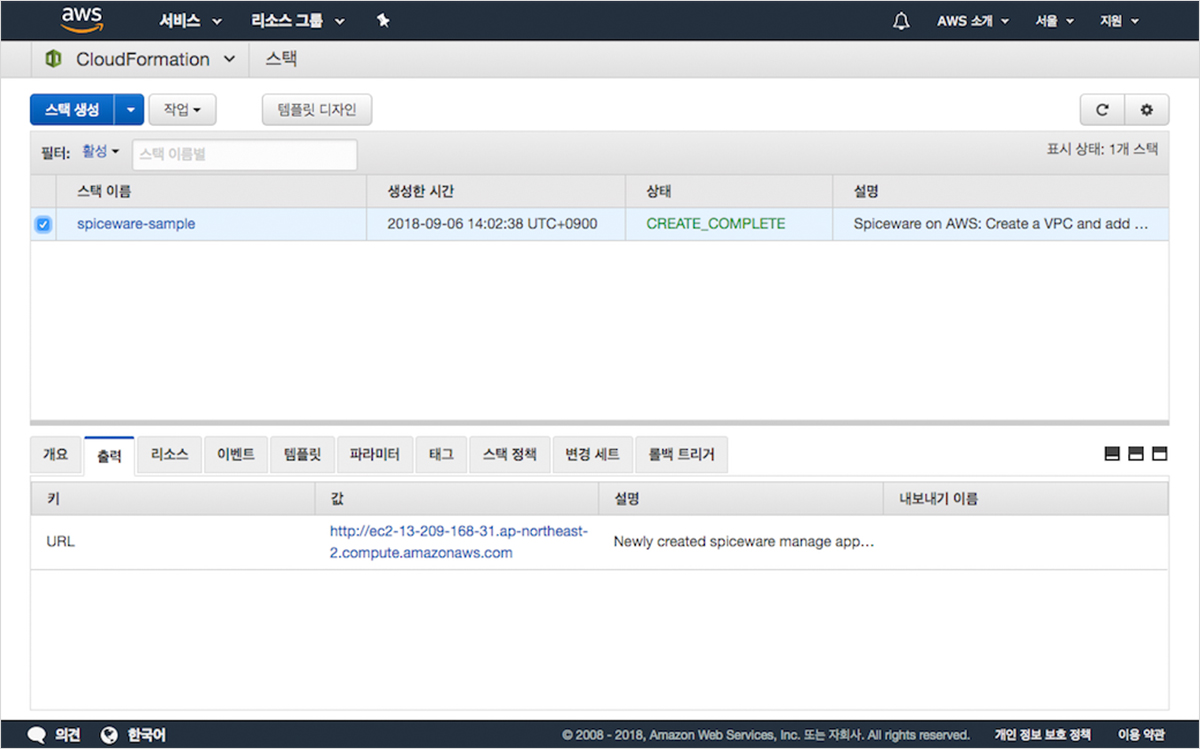 aws 서비스 리소스 그룹 AWS 소개 서울 지원
CloudFormation 스택
스택 생성 작업 템플릿 디자인
필터: 활성 스택 이름별 표시 상태: 1개 스택
스택 이름 생성한 시간 상태 설명
spiceware-sample 2018-09-06 14:02:38 UTC+0900 CREATE_COMPLETE Spiceware on AWS: Create a VPC and add ...
개요 출력 리소스 이벤트 템플릿 파라미터 태그 스택 정책 변경 세트 롤백 트리거
키 값 설명 내보내기 이름
URL http://ec2-13-209-168-31.ap-northeast-
2.compute.amazonaws.com Newly created spiceware manage app...
의견 한국어 © 2008 - 2018, Amazon Web Services, Inc. 또는 자회사. All rights reserved. 개인 정보 보호 정책 이용 약관